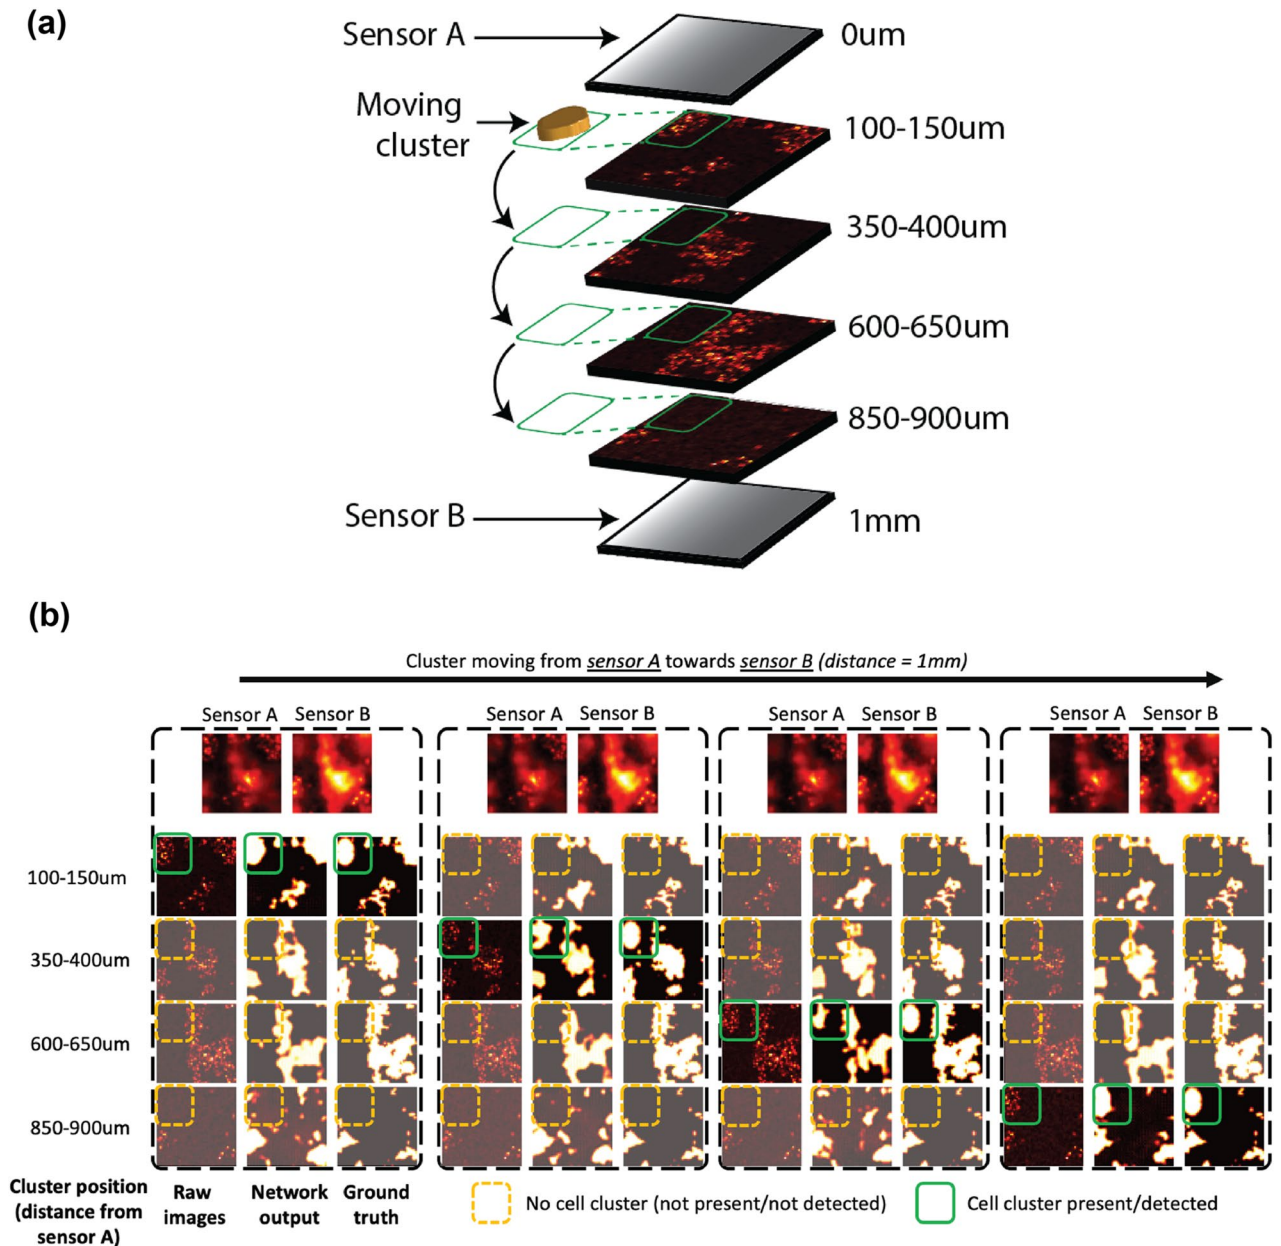 (a)
Sensor A
0um
Moving
cluster
100-150um
350-400um
600-650um
850-900um
Sensor B
1mm
(b)
Cluster moving from sensor A towards sensor B (distance = 1mm)
Sensor A Sensor B
Sensor A Sensor B
Sensor A Sensor B
Sensor A Sensor B
100-150um
350-400um
600-650um
850-900um
Cluster position
(distance from
sensor A)
Raw
images
Network
output
Ground
truth
No cell cluster (not present/not detected)
Cell cluster present/detected